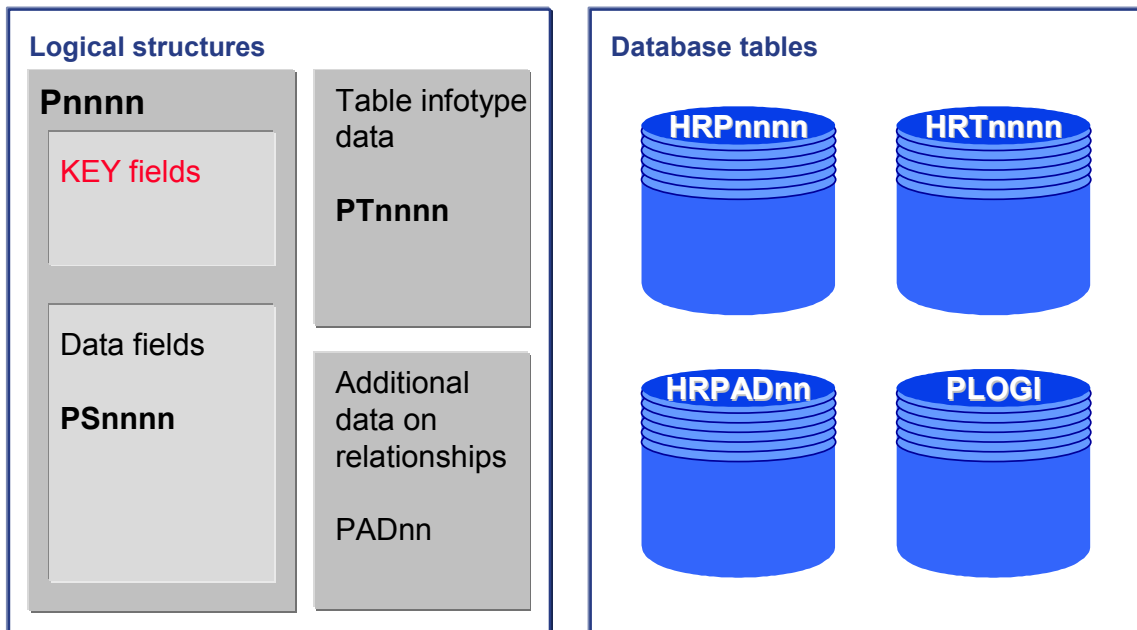 Logical structures
Pnnnn
KEY fields
Data fields
PSnnnn
Table infotype
data
PTnnnn
Additional
data on
relationships
PADnn
Database tables
HRPnnnn
HRTnnnn
HRPADnn
PLOGI